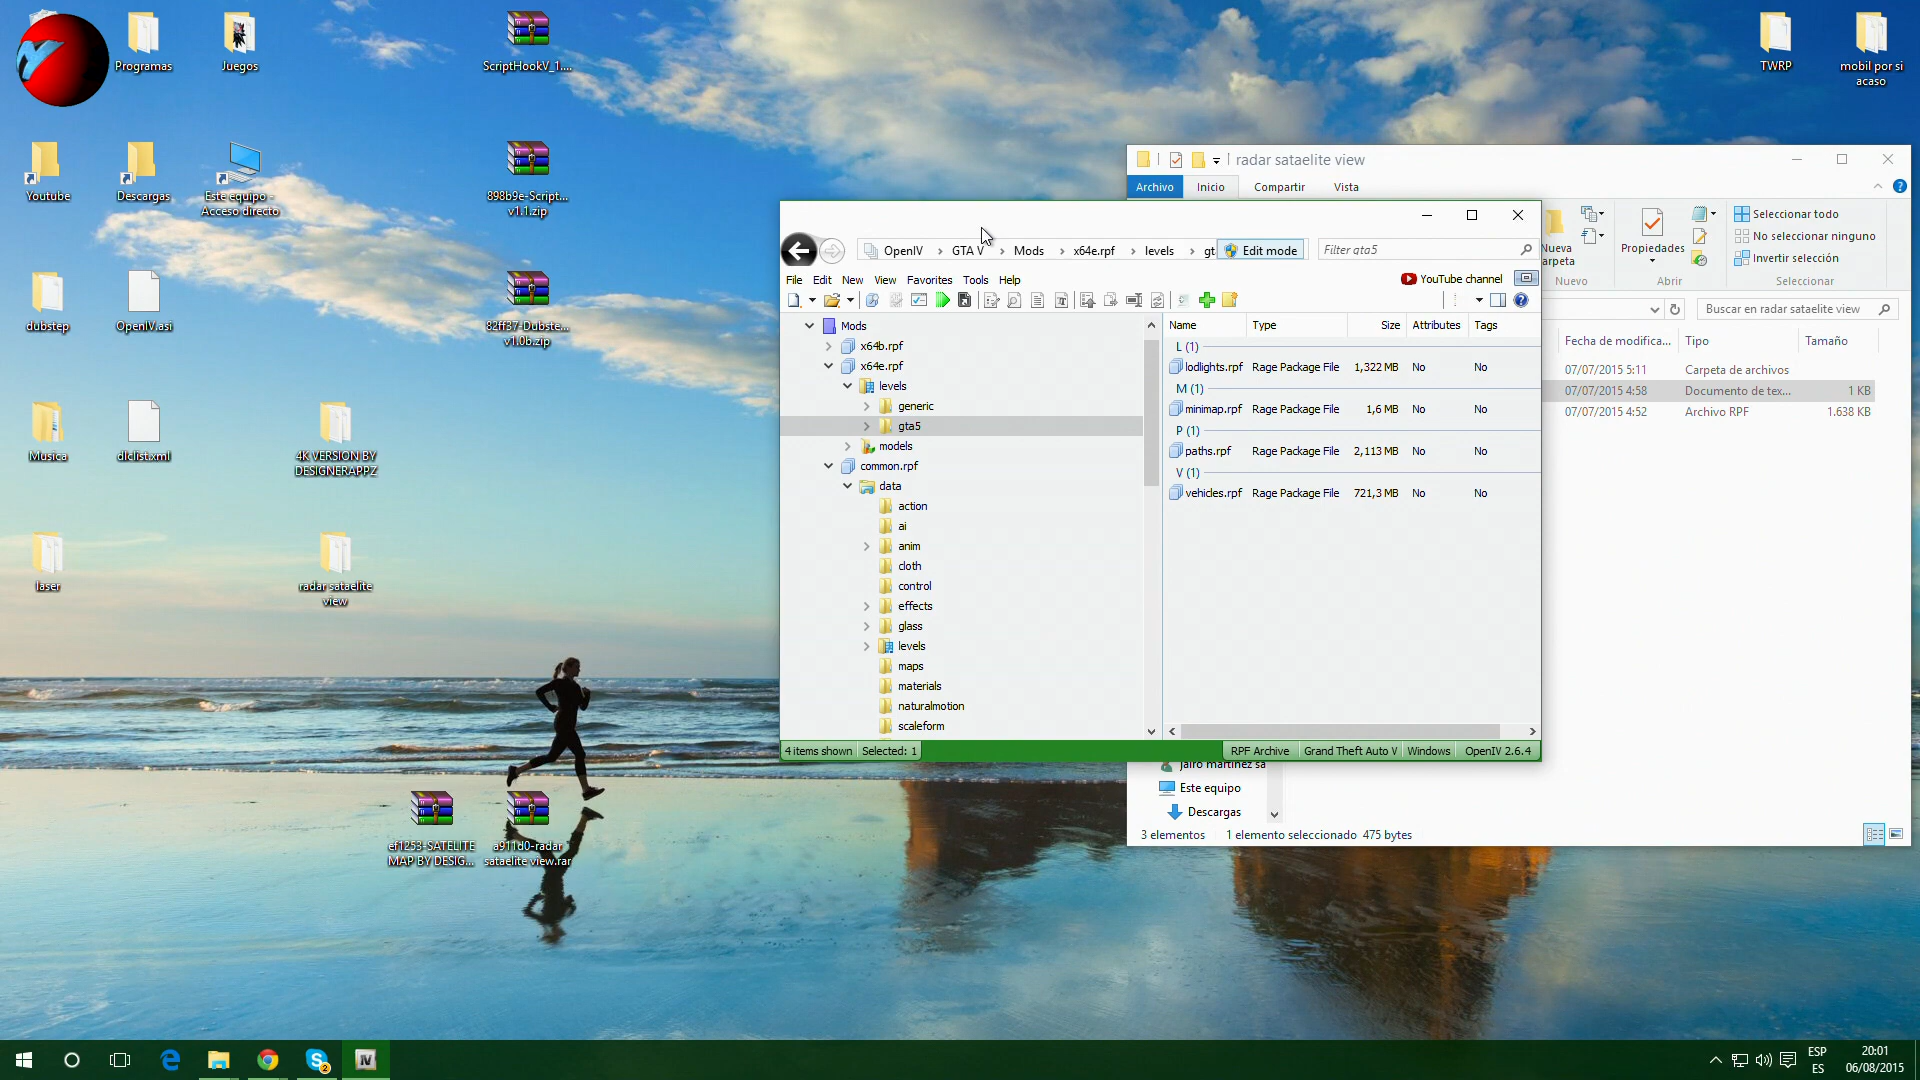 Programas
Juegos
ScriptHookV_1....
TWRP
mobil por si
acaso
Youtube
Descargas
Este equipo -
Acceso directo
898b9e-Script...
v1.1.zip
dubstep
OpenIV.asi
82ff37-Dubste...
v1.0b.zip
Musica
dlclist.xml
4K VERSION BY
DESIGNERAPPZ
laser
radar sataelite
view
ef1253-SATELITE
MAP BY DESIG...
a911d0-radar
sataelite view.rar
radar sataelite view
Archivo Inicio Compartir Vista
Nueva
carpeta
Propiedades
Seleccionar todo
No seleccionar ninguno
Invertir selección
Nuevo Abrir Seleccionar
Buscar en radar sataelite view
Fecha de modifica... Tipo Tamaño
07/07/2015 5:11 Carpeta de archivos
07/07/2015 4:58 Documento de tex... 1 KB
07/07/2015 4:52 Archivo RPF 1.638 KB
jairo martinez sa
Este equipo
Descargas
3 elementos 1 elemento seleccionado 475 bytes
OpenIV GTA V Mods x64e.rpf levels gt Edit mode Filter gta5
File Edit New View Favorites Tools Help YouTube channel
Mods
x64b.rpf
x64e.rpf
levels
generic
gta5
models
common.rpf
data
action
ai
anim
cloth
control
effects
glass
levels
maps
materials
naturalmotion
scaleform
Name Type Size Attributes Tags
L (1)
lodlights.rpf Rage Package File 1,322 MB No No
M (1)
minimap.rpf Rage Package File 1,6 MB No No
P (1)
paths.rpf Rage Package File 2,113 MB No No
V (1)
vehicles.rpf Rage Package File 721,3 MB No No
4 items shown Selected: 1 RPF Archive Grand Theft Auto V Windows OpenIV 2.6.4
2
IV
ESP
ES
20:01
06/08/2015